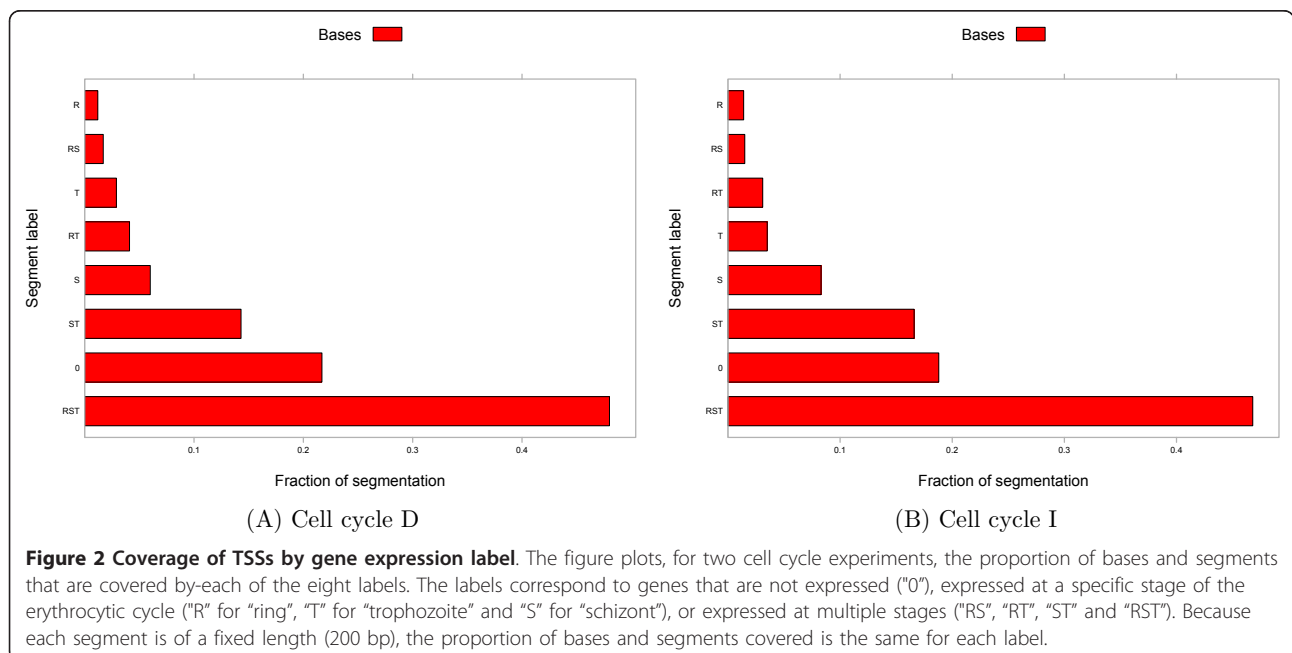 Bases
R
RS
T
RT
S
ST
0
RST
Segment label
0.1 0.2 0.3 0.4
Fraction of segmentation
(A) Cell cycle D
Bases
R
RS
RT
T
S
ST
0
RST
Segment label
0.1 0.2 0.3 0.4
Fraction of segmentation
(B) Cell cycle I
Figure 2 Coverage of TSSs by gene expression label. The figure plots, for two cell cycle experiments, the proportion of bases and segments
that are covered by-each of the eight labels. The labels correspond to genes that are not expressed ("0”), expressed at a specific stage of the
erythrocytic cycle ("R” for “ring”, “T” for “trophozoite” and “S” for “schizont”), or expressed at multiple stages ("RS”, “RT”, “ST” and “RST”). Because
each segment is of a fixed length (200 bp), the proportion of bases and segments covered is the same for each label.